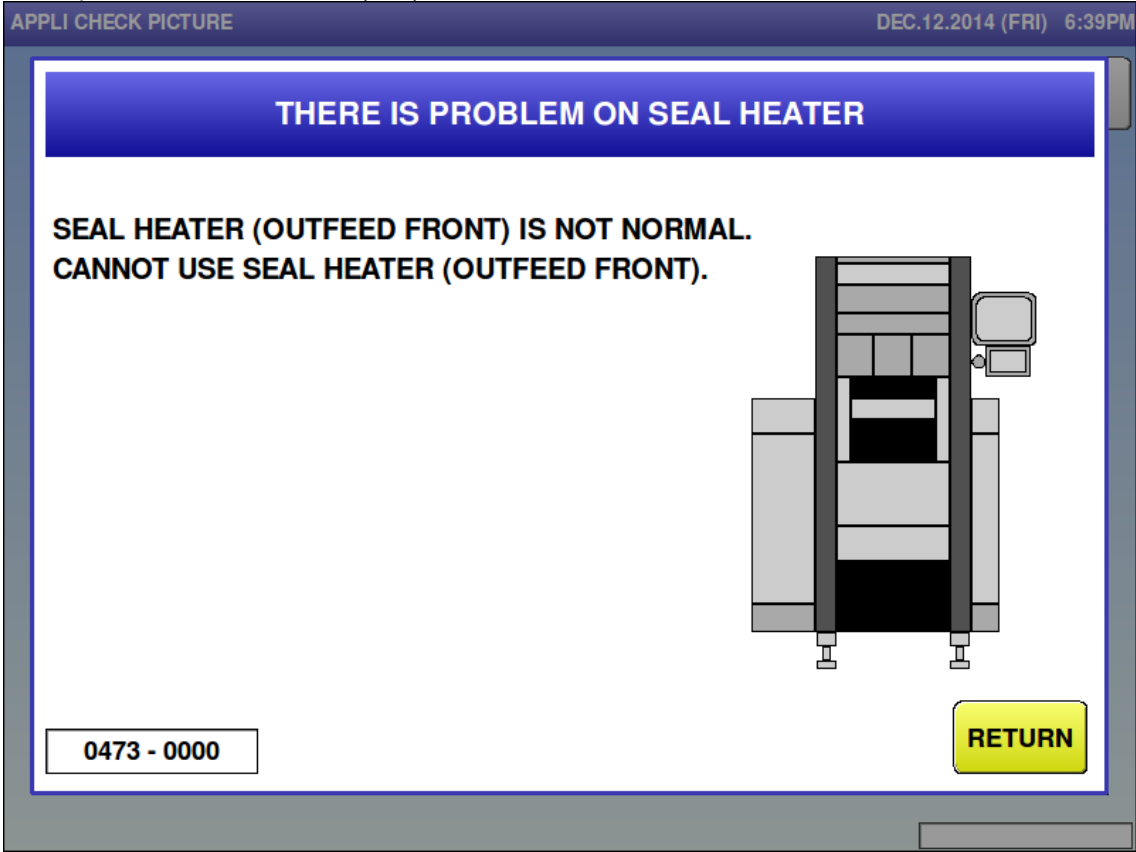 APPLI CHECK PICTURE
DEC.12.2014 (FRI) 6:39PM
THERE IS PROBLEM ON SEAL HEATER
SEAL HEATER (OUTFEED FRONT) IS NOT NORMAL.
CANNOT USE SEAL HEATER (OUTFEED FRONT).
0473 - 0000
RETURN